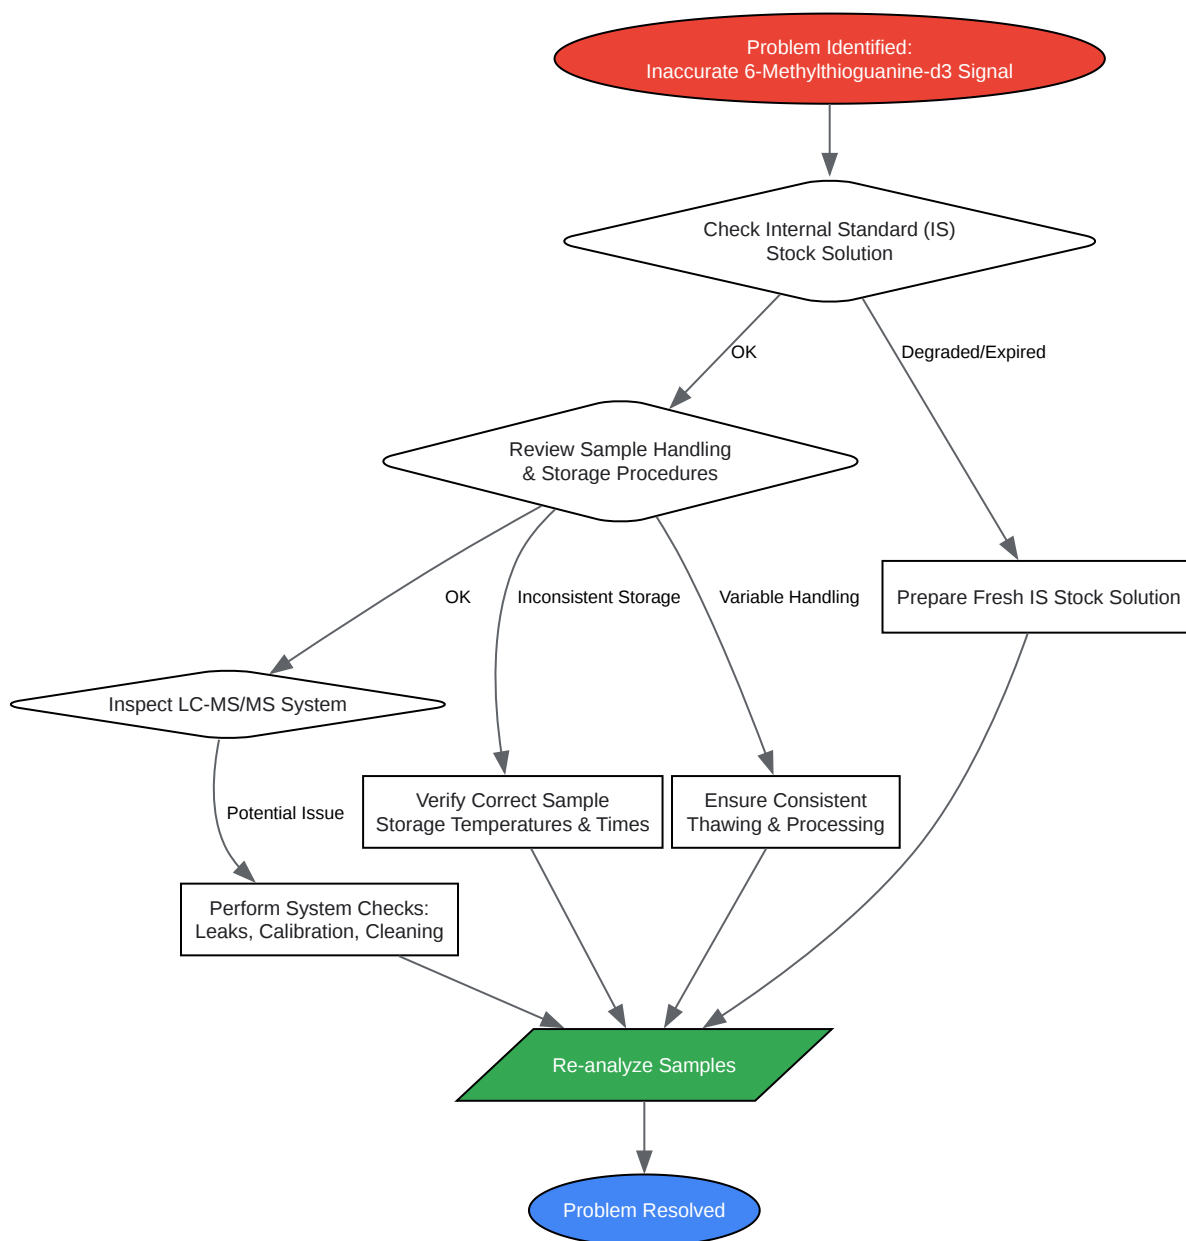 Problem Identified:
Inaccurate 6-Methylthioguanine-d3 Signal
Check Internal Standard (IS)
Stock Solution
OK
Degraded/Expired
Review Sample Handling
& Storage Procedures
OK
Inconsistent Storage
Variable Handling
Prepare Fresh IS Stock Solution
Inspect LC-MS/MS System
Potential Issue
Verify Correct Sample
Storage Temperatures & Times
Ensure Consistent
Thawing & Processing
Perform System Checks:
Leaks, Calibration, Cleaning
Re-analyze Samples
Problem Resolved